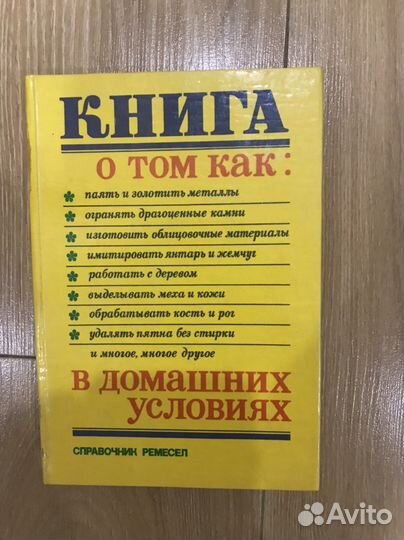 КНИГА
о том как:
паять и золотить металлы
огранять драгоценные камни
изготовить облицовочные материалы
имитировать янтарь и жемчуг
работать с деревом
выделывать меха и кожи
обрабатывать кость и рог
удалять пятна без стирки
и многое, многое другое
в домашних
условиях
СПРАВОЧНИК РЕМЕСЕЛ
Avito